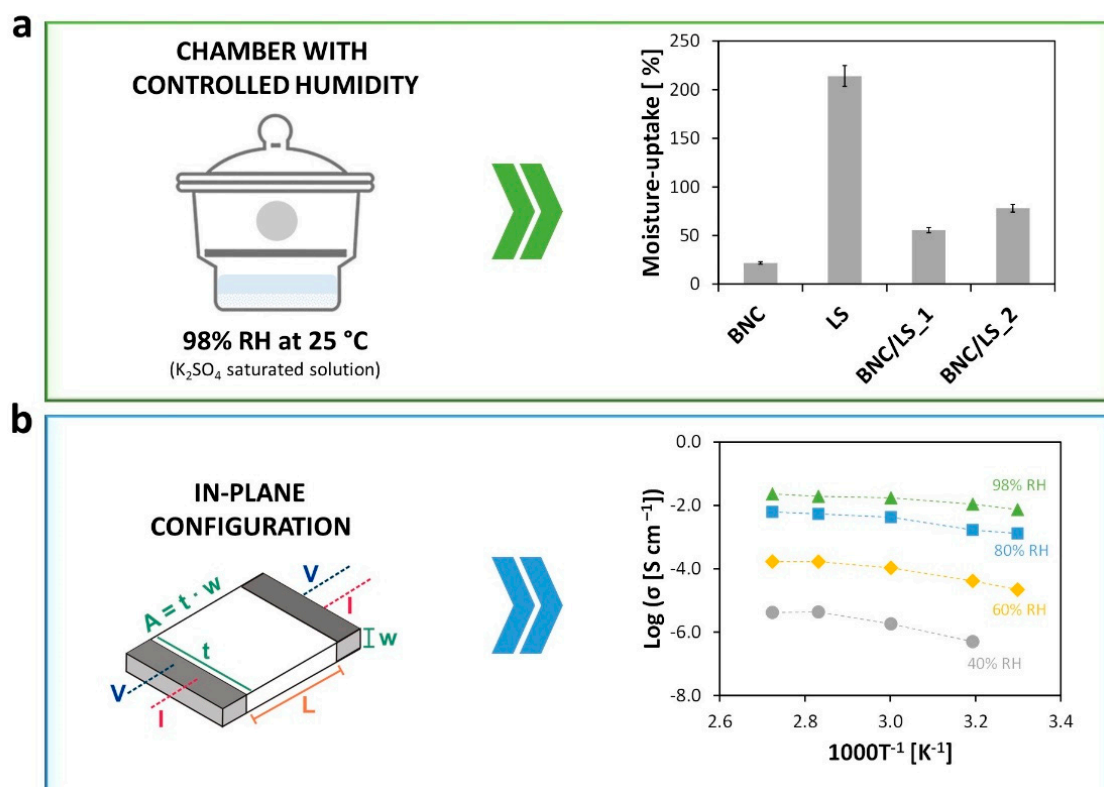 a
CHAMBER WITH
CONTROLLED HUMIDITY
98% RH at 25 °C
(K₂SO₄ saturated solution)
Moisture-uptake [ %]
250
200
150
100
50
0
BNC
LS
BNC/LS_1
BNC/LS_2
b
IN-PLANE
CONFIGURATION
A = t · w
t
V
I
w
V
I
L
Log (σ [S cm⁻¹])
0.0
-2.0
-4.0
-6.0
-8.0
98% RH
80% RH
60% RH
40% RH
2.6
2.8
3.0
3.2
3.4
1000T⁻¹ [K⁻¹]